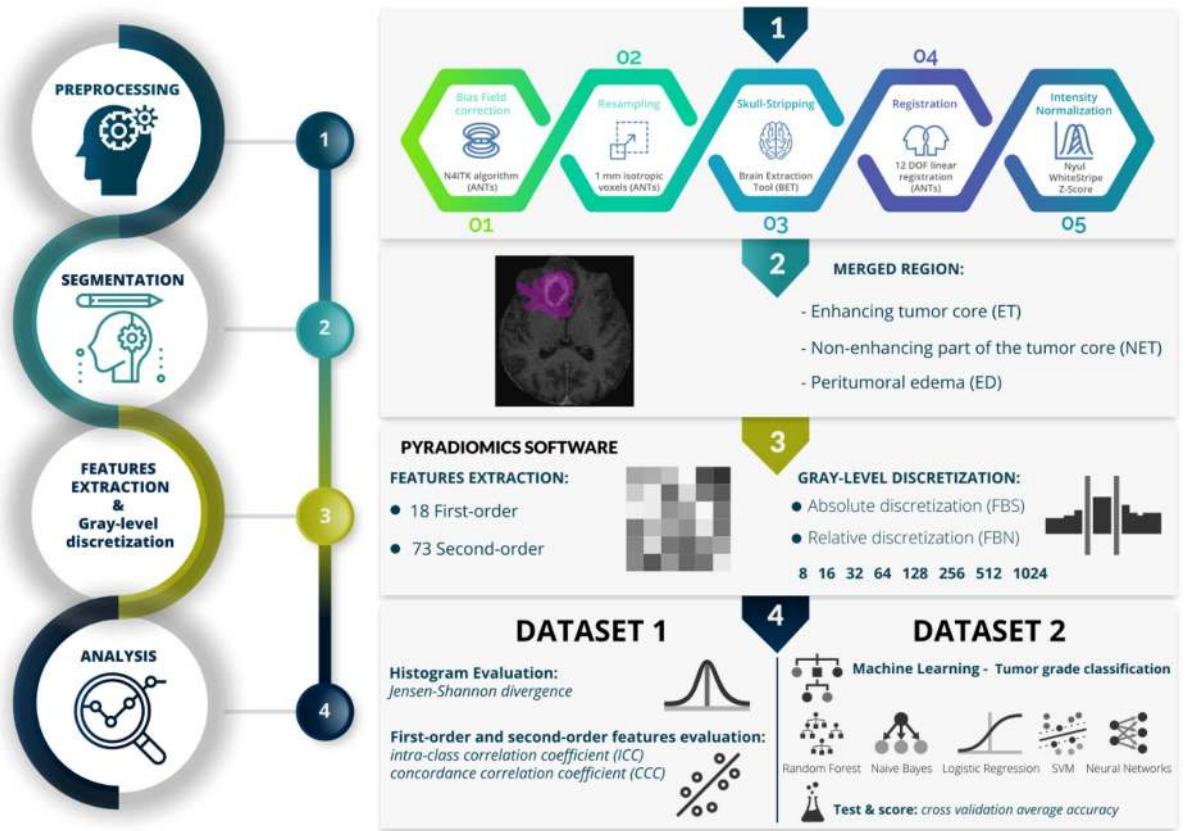 PREPROCESSING
1
SEGMENTATION
2
FEATURES
EXTRACTION
&
Gray-level
discretization
3
ANALYSIS
4
1
01
Bias Field
correction
N4ITK algorithm
(ANTs)
02
Resampling
1 mm isotropic
voxels (ANTs)
03
Skull-Stripping
Brain Extraction
Tool (BET)
04
Registration
12 DOF linear
registration
(ANTs)
05
Intensity
Normalization
Nyul
WhiteStripe
Z-Score
2
MERGED REGION:
- Enhancing tumor core (ET)
- Non-enhancing part of the tumor core (NET)
- Peritumoral edema (ED)
3
PYRADIOMICS SOFTWARE
FEATURES EXTRACTION:
● 18 First-order
● 73 Second-order
GRAY-LEVEL DISCRETIZATION:
● Absolute discretization (FBS)
● Relative discretization (FBN)
8 16 32 64 128 256 512 1024
4
DATASET 1
Histogram Evaluation:
Jensen-Shannon divergence
First-order and second-order features evaluation:
intra-class correlation coefficient (ICC)
concordance correlation coefficient (CCC)
DATASET 2
Machine Learning - Tumor grade classification
Random Forest Naive Bayes Logistic Regression SVM Neural Networks
Test & score: cross validation average accuracy